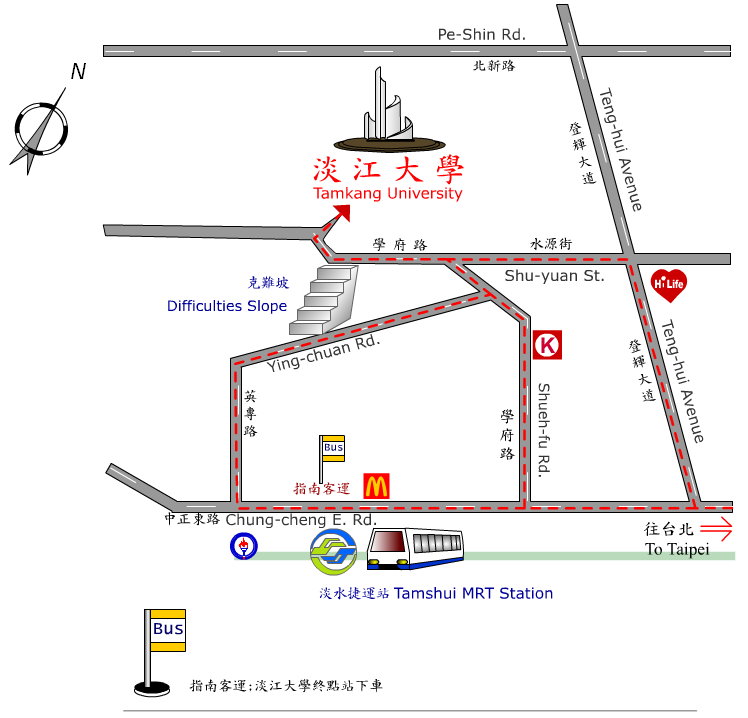 Pe-Shin Rd.
北新路
N
Teng-hui Avenue
登輝大道
淡江大學
Tamkang University
學府路
水源街
Shu-yuan St.
克難坡
Difficulties Slope
Hi Life
Ying-chuan Rd.
K
Teng-hui Avenue
登輝大道
英專路
Shueh-fu Rd.
學府路
Bus
指南客運
M
中正東路 Chung-cheng E. Rd.
往台北
To Taipei
淡水捷運站 Tamshui MRT Station
Bus
指南客運:淡江大學終點站下車